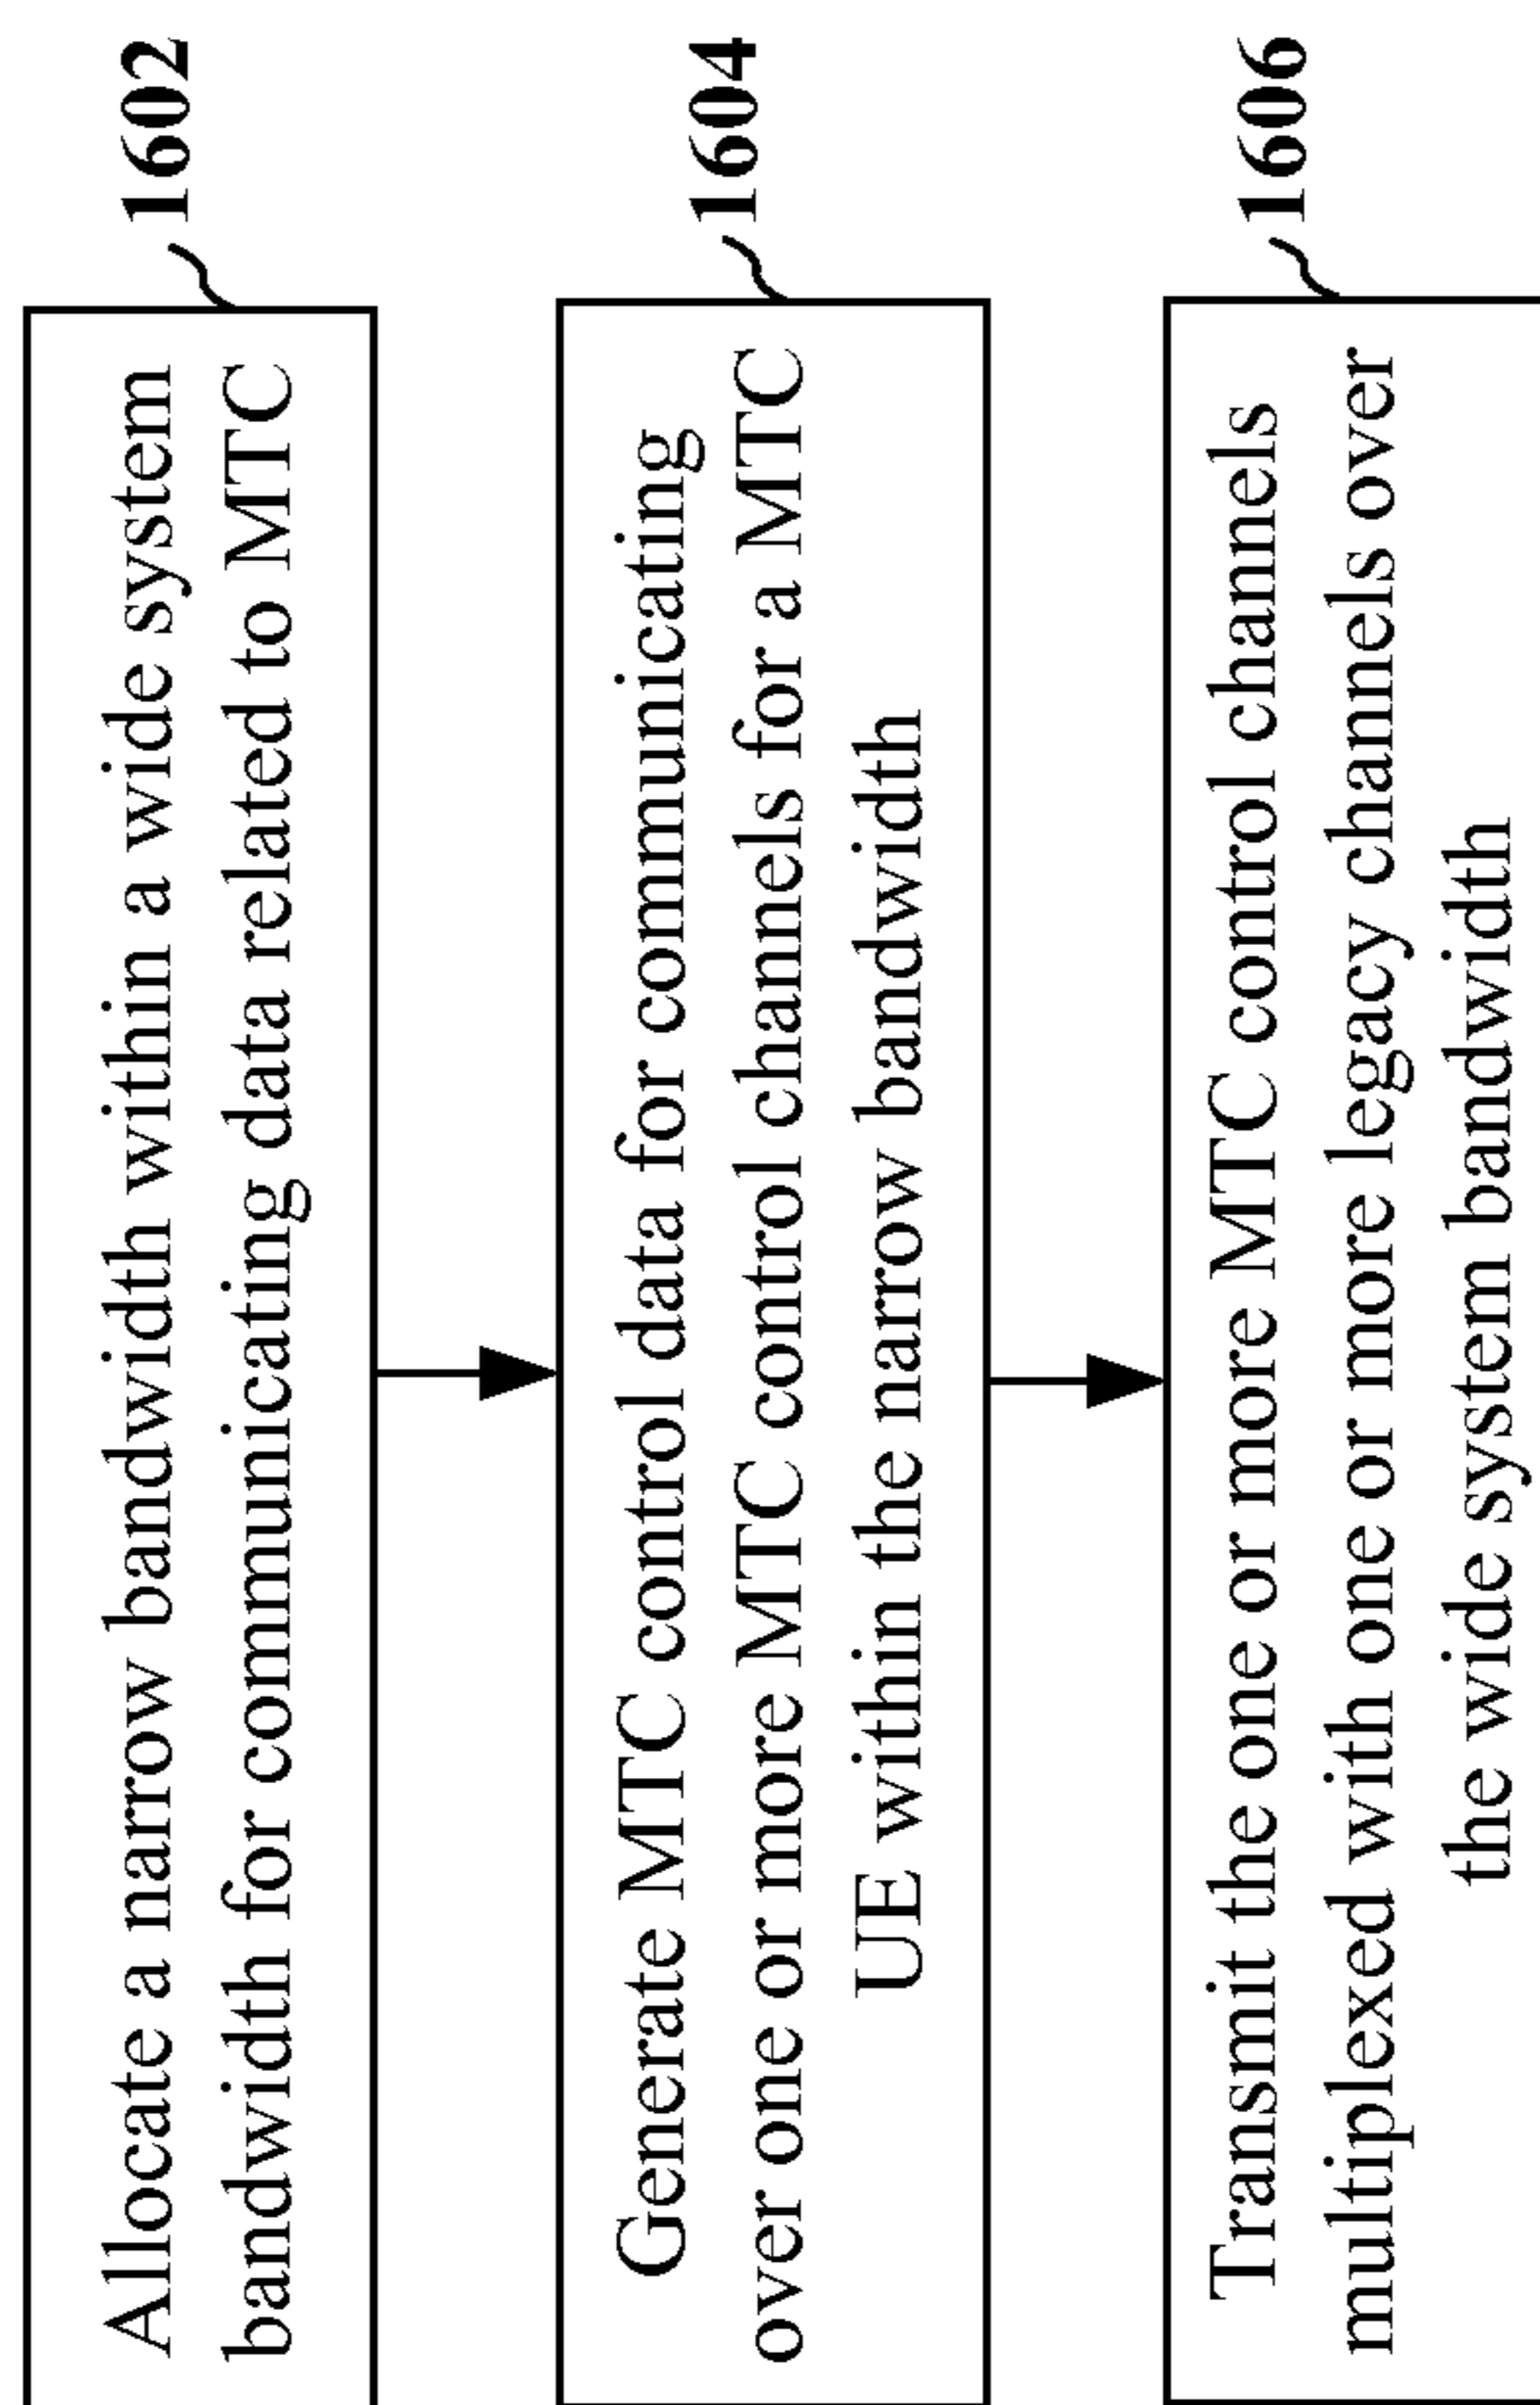 Allocate a narrow bandwidth within a wide system
bandwidth for communicating data related to MTC
1602
Generate MTC control data for communicating
over one or more MTC control channels for a MTC
UE within the narrow bandwidth
1604
Transmit the one or more MTC control channels
multiplexed with one or more legacy channels over
the wide system bandwidth
1606